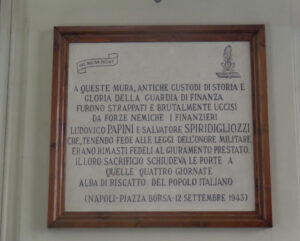 A QUESTE MURA, ANTICHE CUSTODI DI STORIA E
GLORIA DELLA GUARDIA DI FINANZA
FURONO STRAPPATI E BRUTALMENTE UCCISI
DA FORZE NEMICHE I FINANZIERI
LUDOVICO PAPINI E SALVATORE SPIRIDIGLIOZZI
CHE, TENENDO FEDE ALLE LEGGI DELL'ONORE MILITARE
ERANO RIMASTI FEDELI AL GIURAMENTO PRESTATO.
IL LORO SACRIFICIO SCHIUDEVA LE PORTE A
QUELLE QUATTRO GIORNATE
ALBA DI RISCATTO DEL POPOLO ITALIANO
(NAPOLI-PIAZZA BORSA-12 SETTEMBRE 1943)